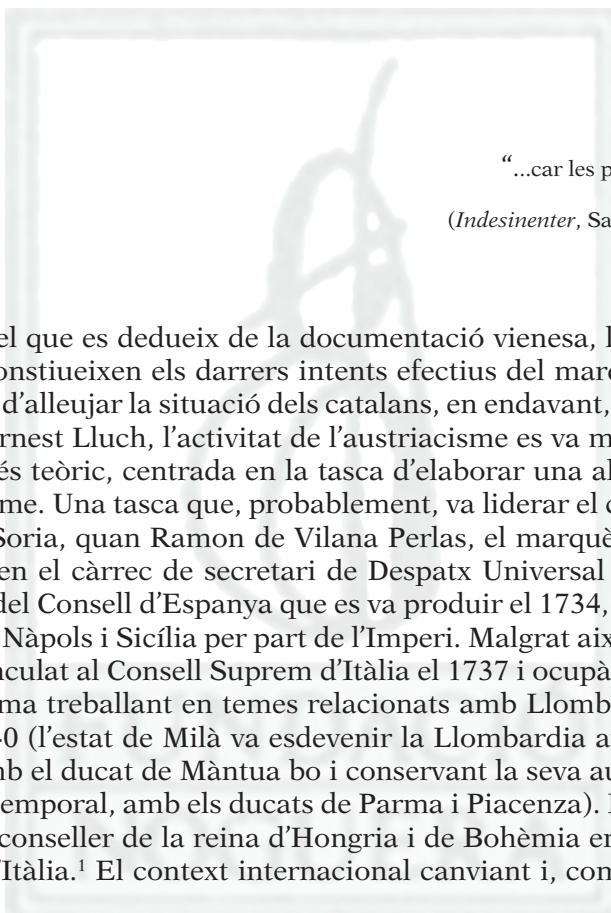 “...car les p
(Indesinenter, Sa
el que es dedueix de la documentació vienesa, l
onstiueixen els darrers intents efectius del marc
d’alleujar la situació dels catalans, en endavant,
rnest Lluch, l’activitat de l’austriacisme es va m
és teòric, centrada en la tasca d’elaborar una al
me. Una tasca que, probablement, va liderar el c
Soria, quan Ramon de Vilana Perlas, el marquè
en el càrrec de secretari de Despatx Universal
del Consell d’Espanya que es va produir el 1734,
Nàpols i Sicília per part de l’Imperi. Malgrat aix
nculat al Consell Suprem d’Itàlia el 1737 i ocupà
ma treballant en temes relacionats amb Llomb
0 (l’estat de Milà va esdevenir la Llombardia a
mb el ducat de Màntua bo i conservant la seva au
emporal, amb els ducats de Parma i Piacenza).
conseller de la reina d’Hongria i de Bohèmia en
’Itàlia.¹ El context internacional canviant i, com
FUNDACIÓ
NOGUERA